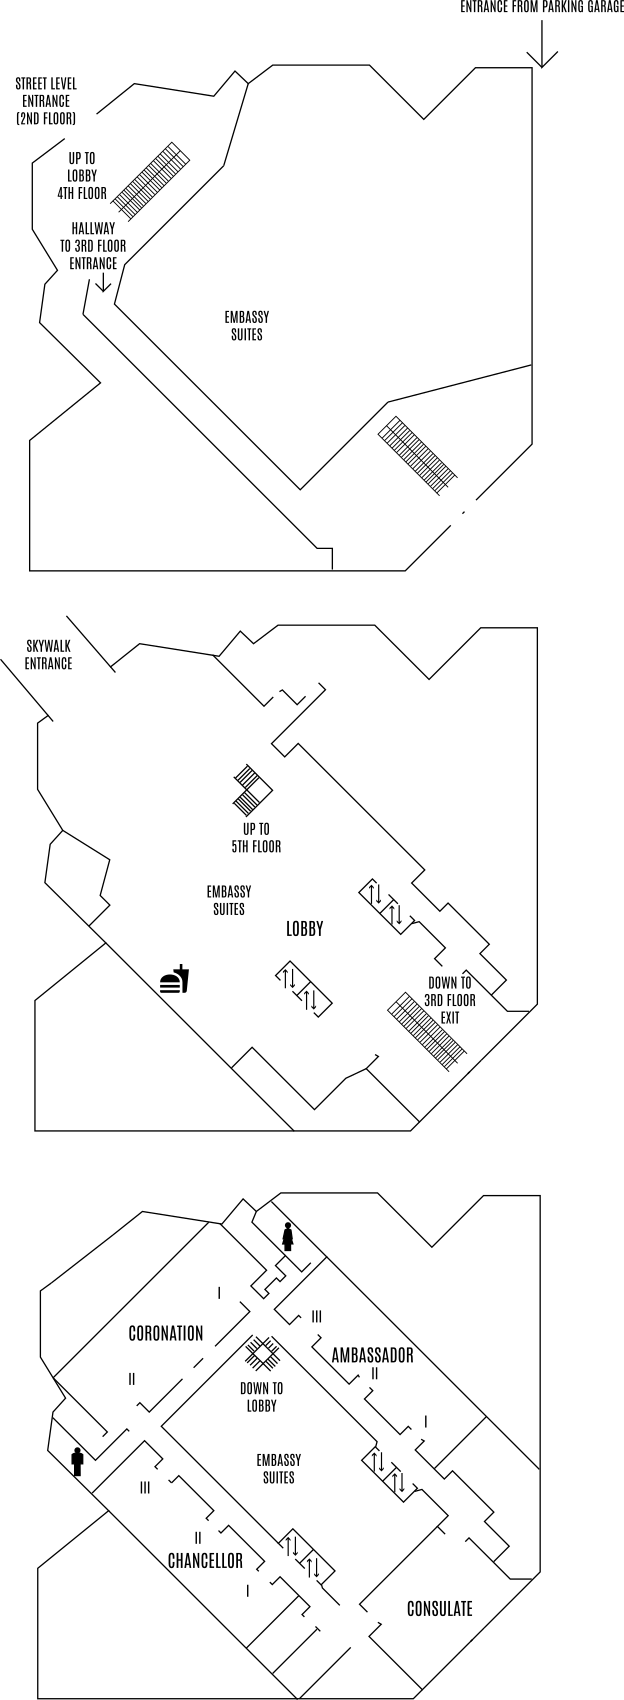 ENTRANCE FROM PARKING GARAGE
STREET LEVEL
ENTRANCE
(2ND FLOOR)
UP TO
LOBBY
4TH FLOOR
HALLWAY
TO 3RD FLOOR
ENTRANCE
EMBASSY
SUITES
SKYWALK
ENTRANCE
UP TO
5TH FLOOR
EMBASSY
SUITES
LOBBY
DOWN TO
3RD FLOOR
EXIT
I
III
CORONATION
AMBASSADOR
II
II
DOWN TO
LOBBY
I
EMBASSY
SUITES
III
II
CHANCELLOR
I
CONSULATE